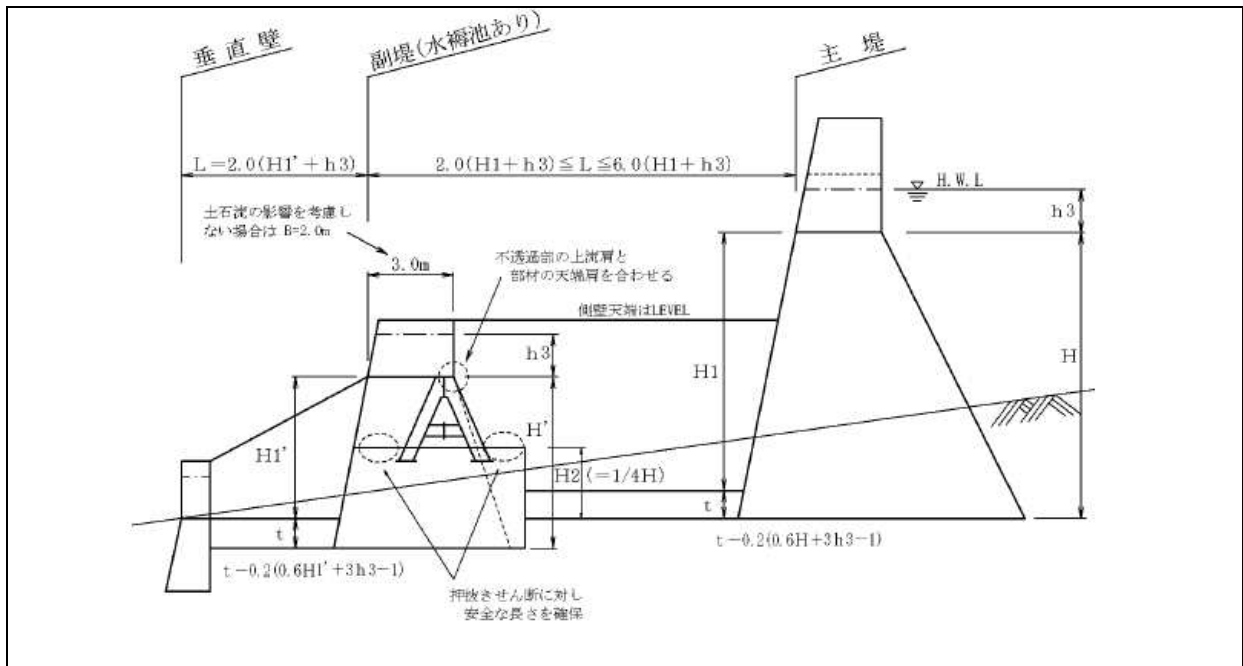 垂直壁
副堤(水褥池あり)
主堤
L=2.0(H1'+h3)
2.0(H1+h3)≦L≦6.0(H1+h3)
H.W.L
h3
土石流の影響を考慮し
ない場合は B=2.0m
3.0m
不透過部の上流肩と
部材の天端肩を合わせる
側壁天端はLEVEL
h3
H1
H
H1'
H'
H2(=1/4H)
t
t
t-0.2(0.6H1'+3h3-1)
t-0.2(0.6H+3h3-1)
押抜きせん断に対し
安全な長さを確保